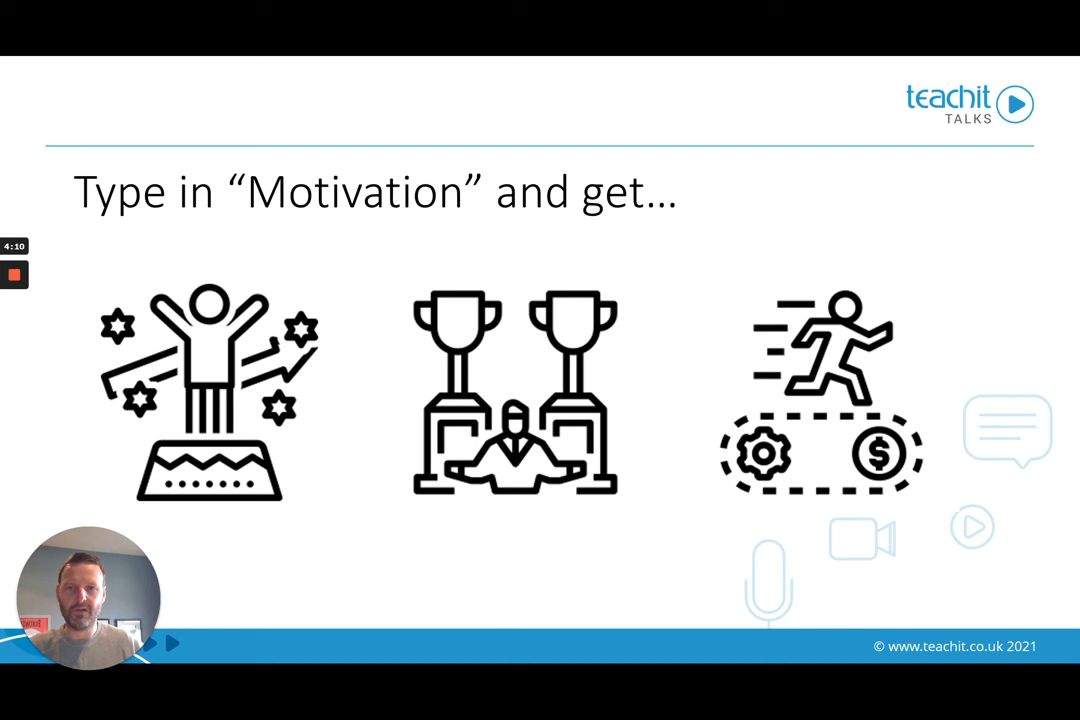 teachit
TALKS
Type in “Motivation” and get…
4:10
$
© www.teachit.co.uk 2021